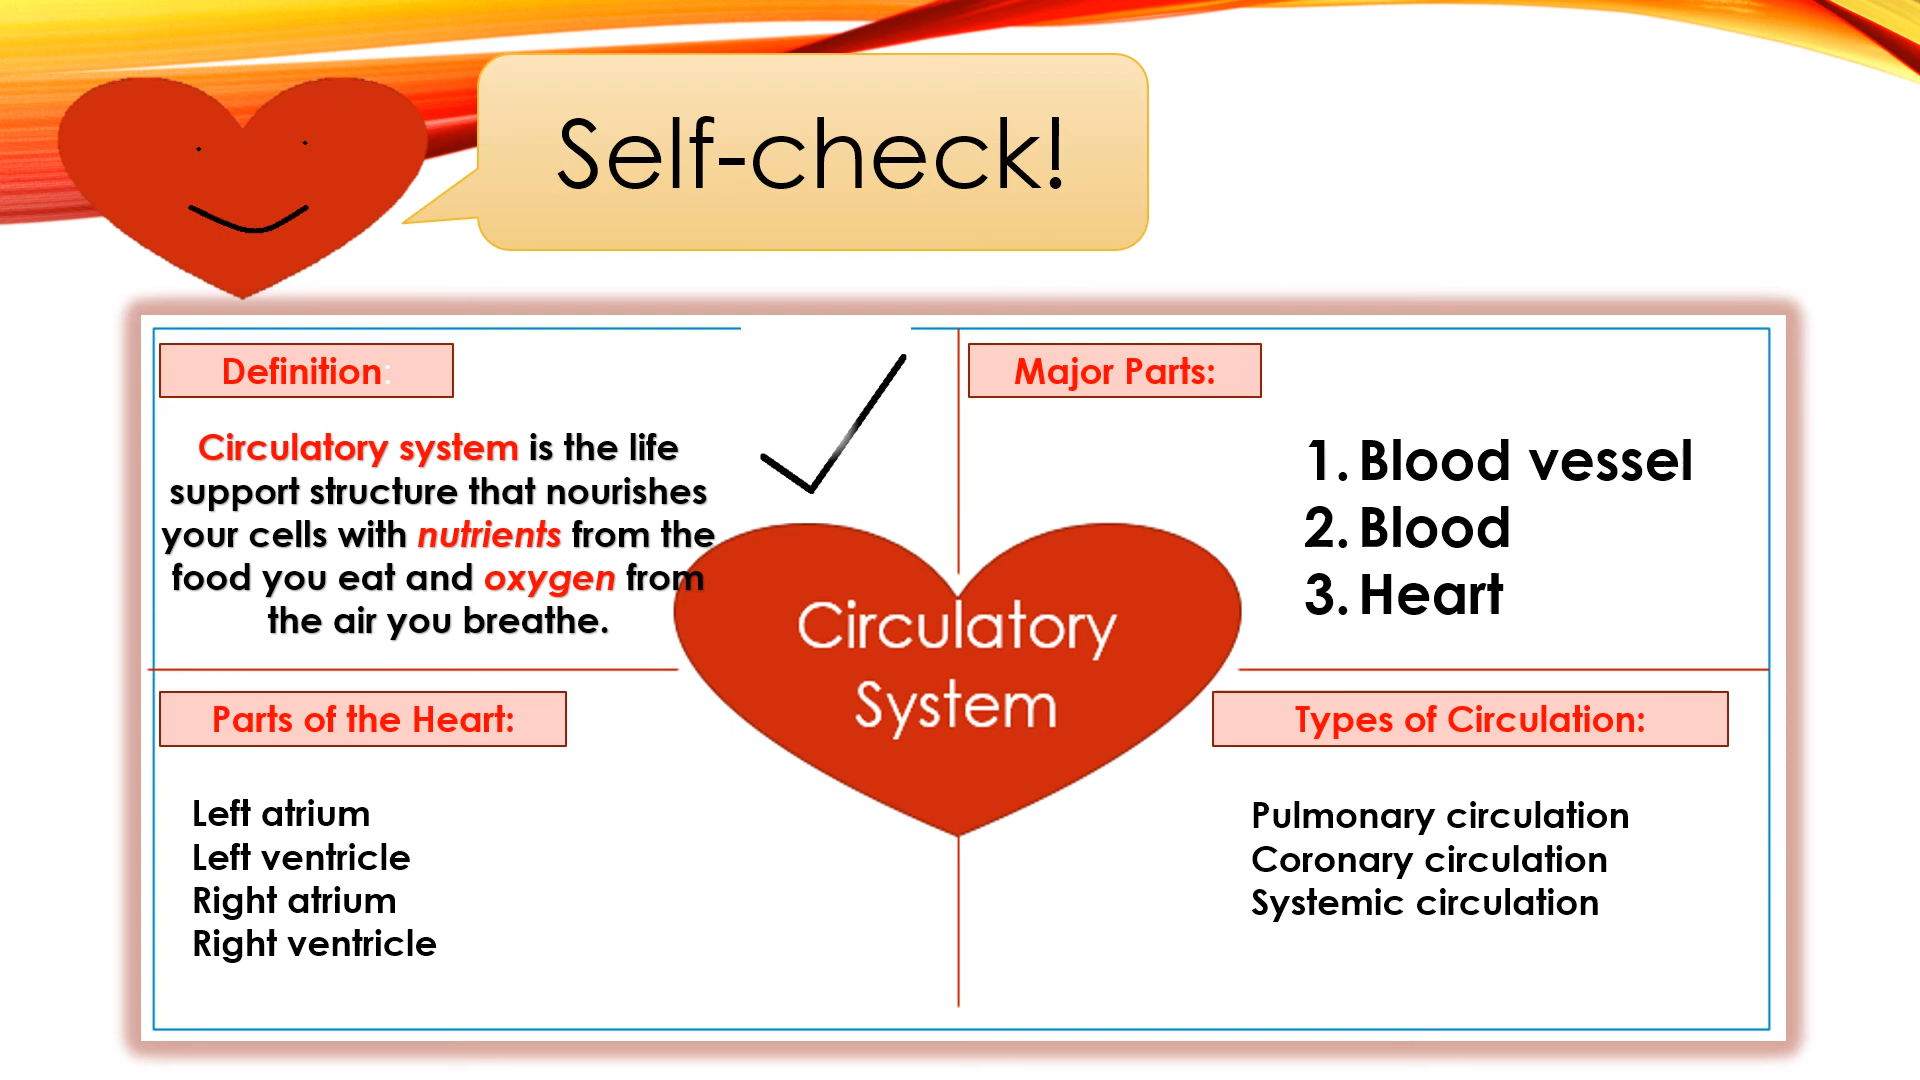 Self-check!
Definition:
Circulatory system is the life
support structure that nourishes
your cells with nutrients from the
food you eat and oxygen from
the air you breathe.
Major Parts:
1. Blood vessel
2. Blood
3. Heart
Circulatory
System
Parts of the Heart:
Left atrium
Left ventricle
Right atrium
Right ventricle
Types of Circulation:
Pulmonary circulation
Coronary circulation
Systemic circulation